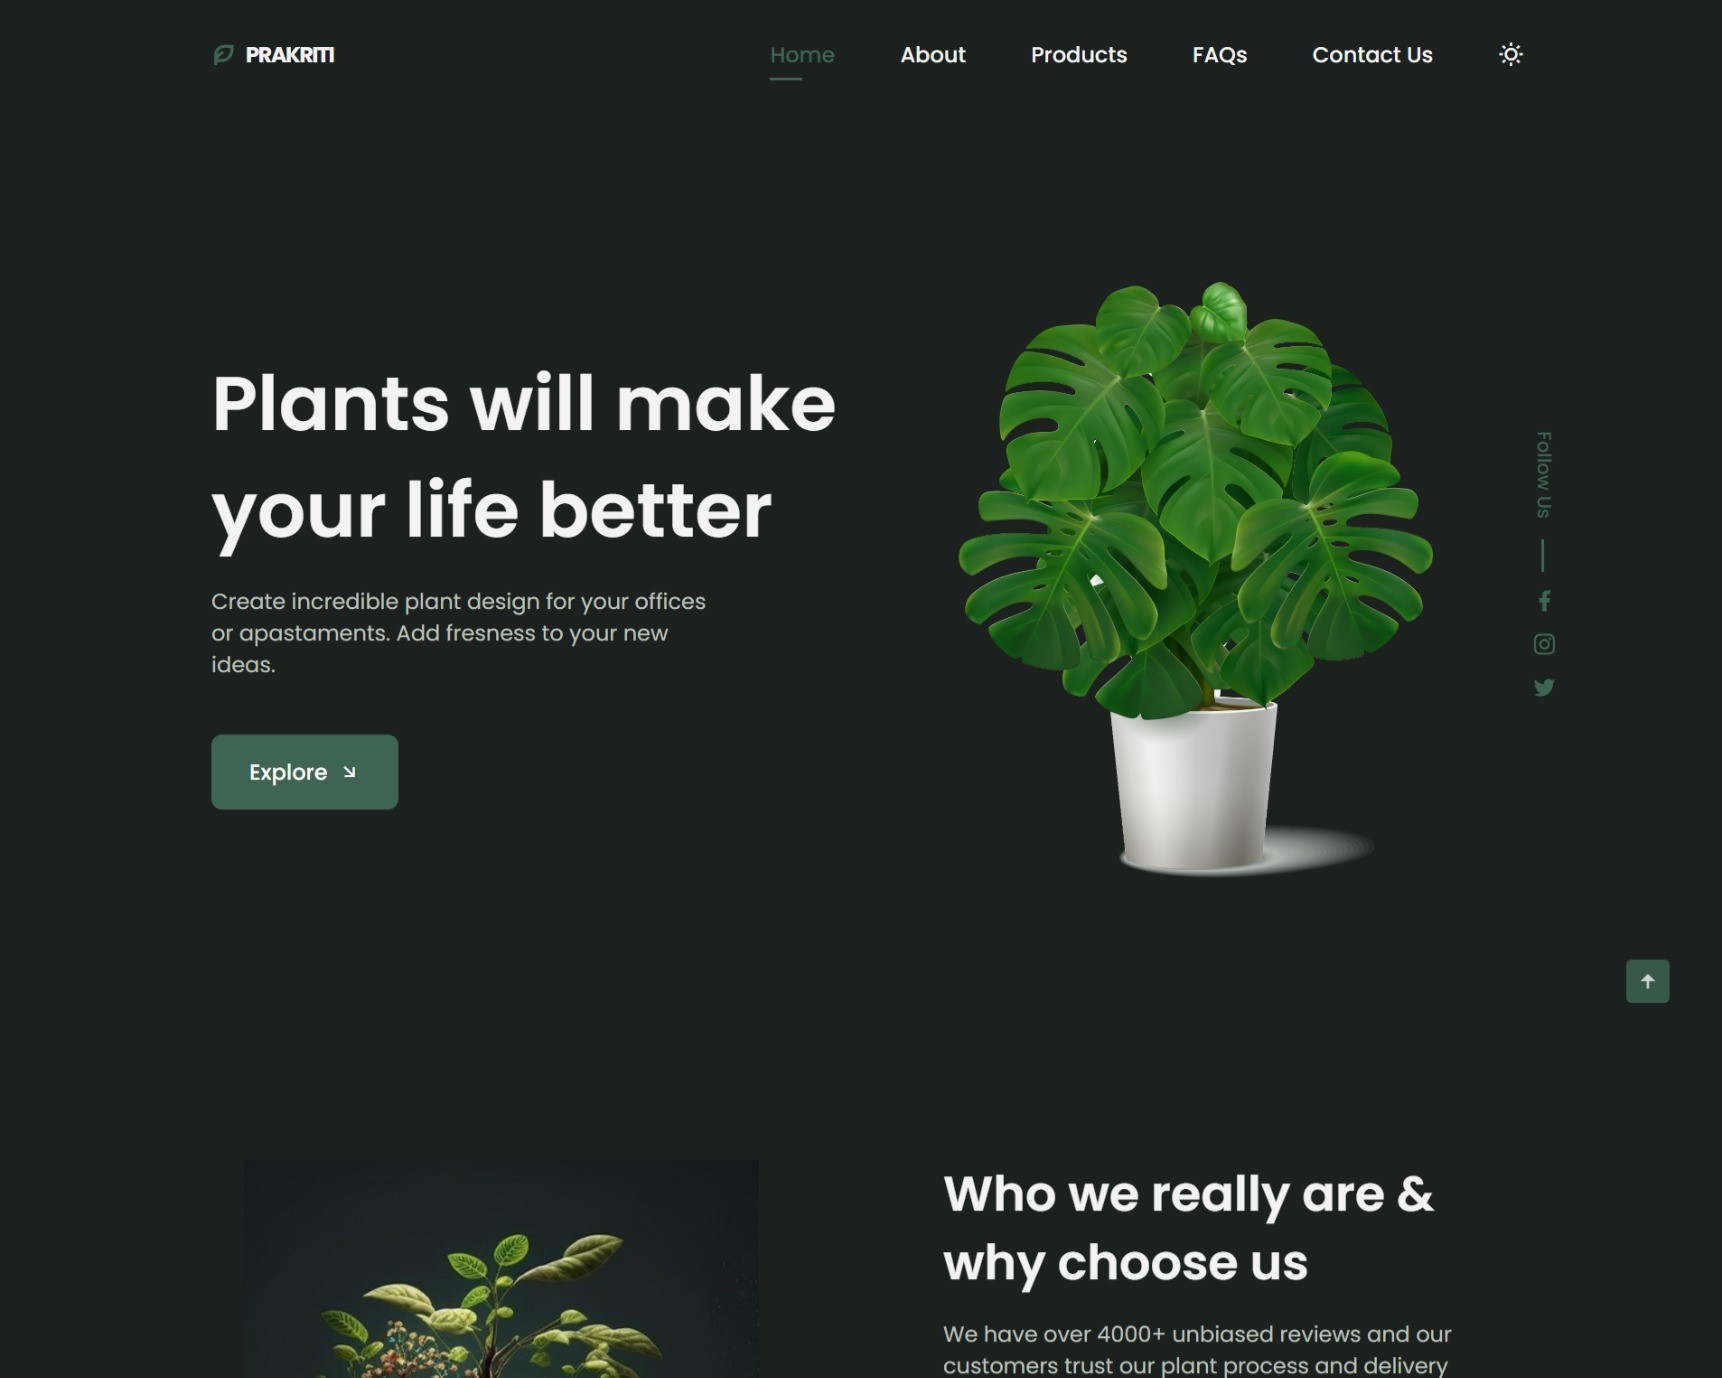 PRAKRITI
Home
About
Products
FAQs
Contact Us
Plants will make
your life better
Create incredible plant design for your offices
or apastaments. Add fresness to your new
ideas.
Explore
Follow Us
Who we really are &
why choose us
We have over 4000+ unbiased reviews and our
customers trust our plant process and delivery